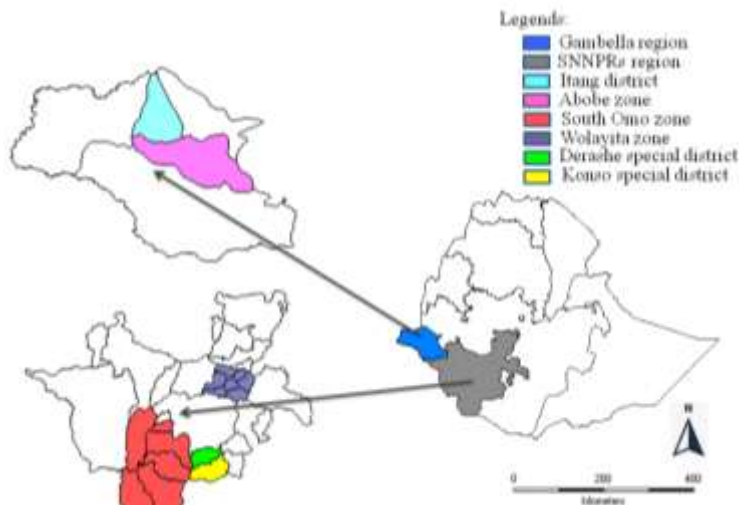 Legends:
Gambella region
SNNPRs region
Itang district
Abobe zone
South Omo zone
Wolayita zone
Derashe special district
Konso special district
N
0 200 400
kilometers